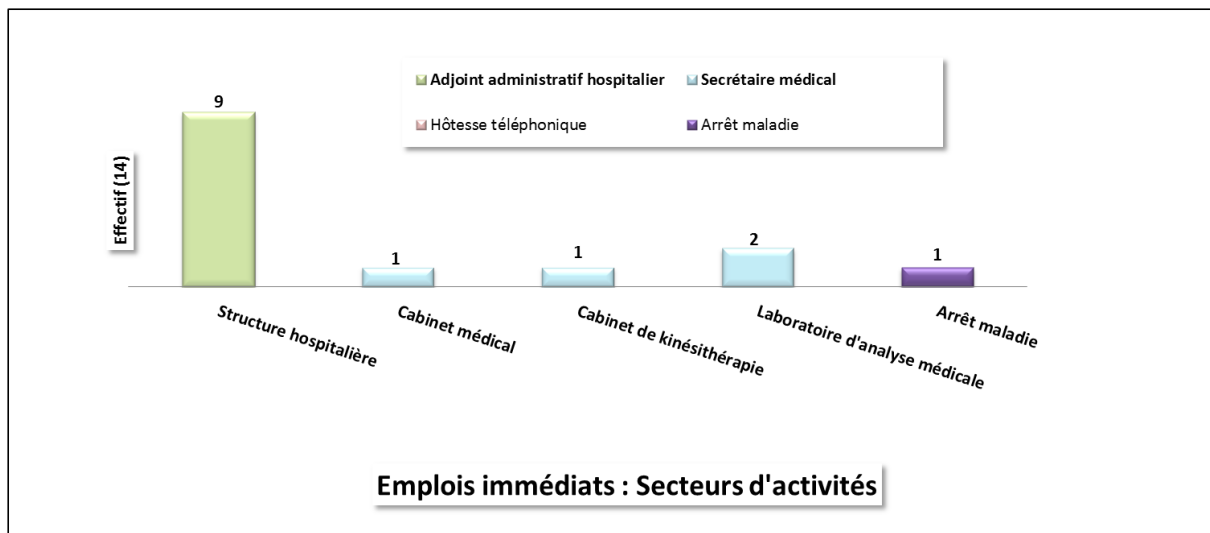 Adjoint administratif hospitalier
Secrétaire médical
Hôtesse téléphonique
Arrêt maladie
Effectif (14)
9
1
1
2
1
Structure hospitalière
Cabinet médical
Cabinet de kinésithérapie
Laboratoire d'analyse médicale
Arrêt maladie
Emplois immédiats : Secteurs d'activités